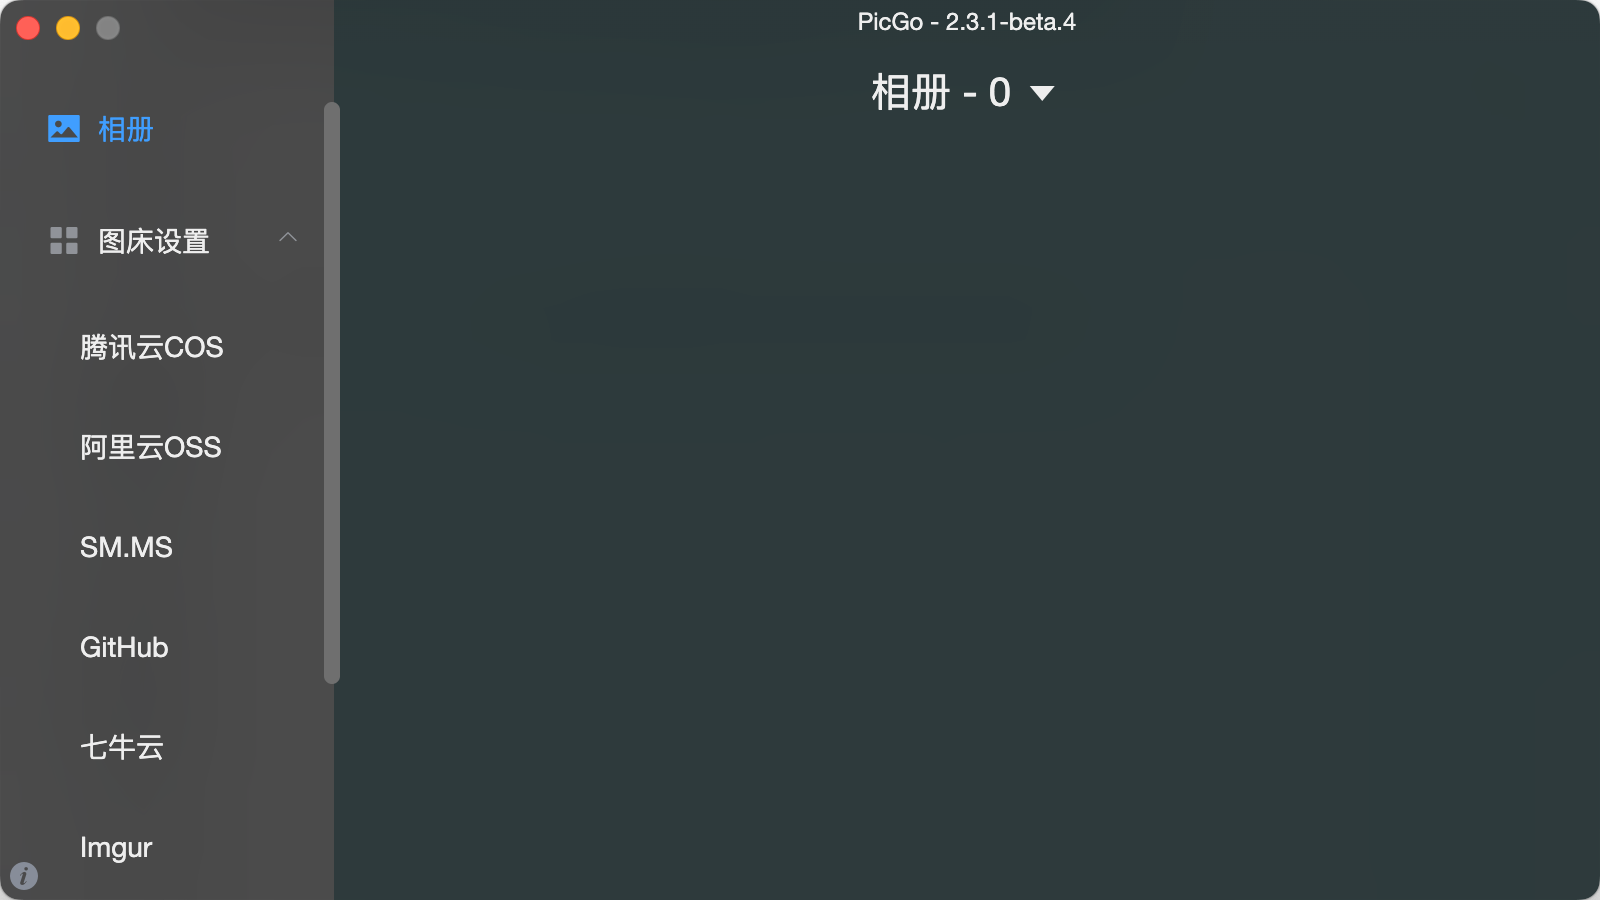 PicGo - 2.3.1-beta.4
相册 - 0
相册
图床设置
腾讯云COS
阿里云OSS
SM.MS
GitHub
七牛云
Imgur
i